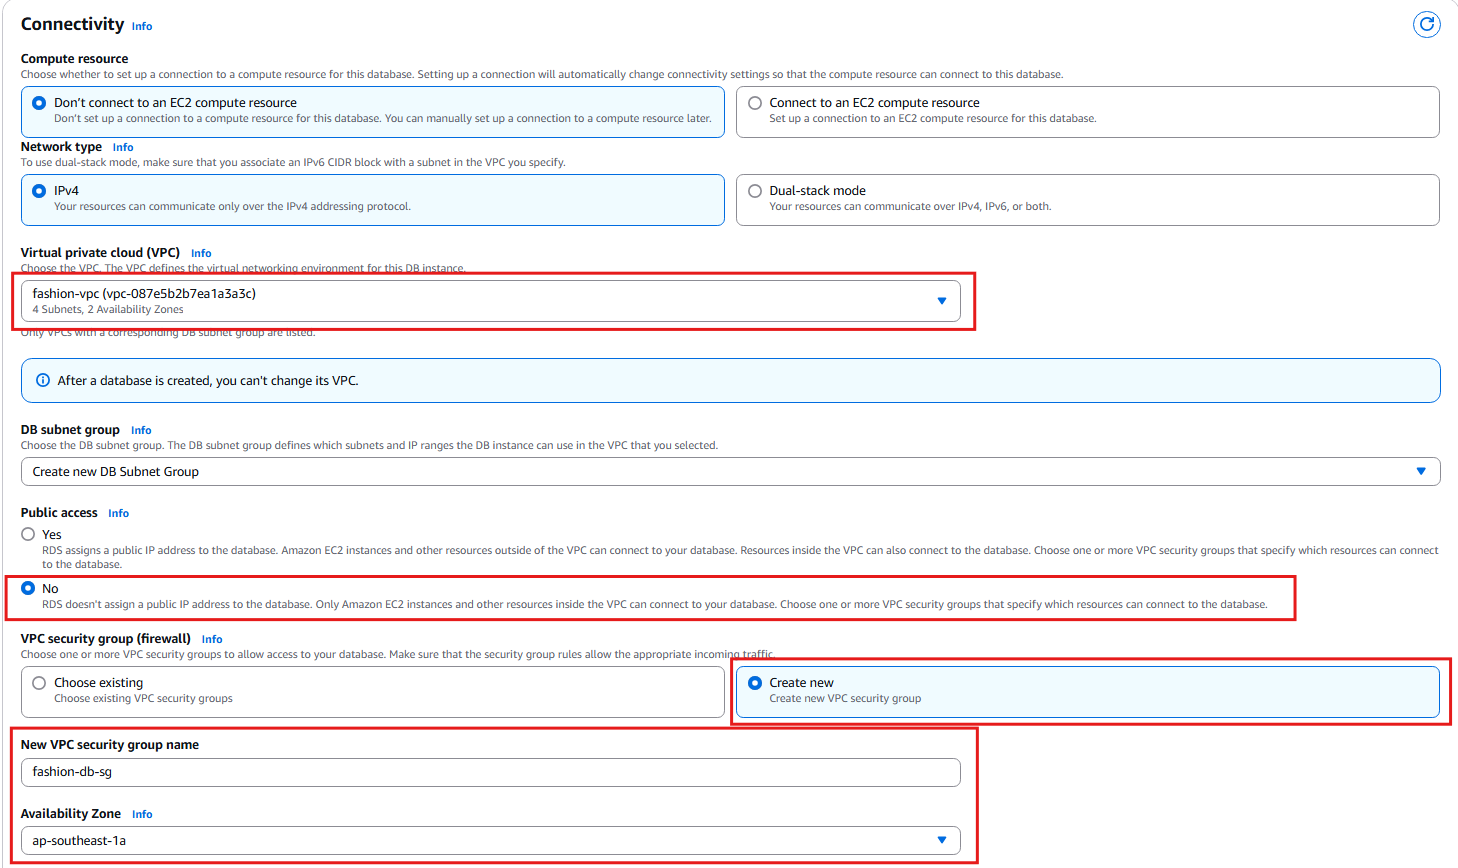 Connectivity Info
Compute resource
Choose whether to set up a connection to a compute resource for this database. Setting up a connection will automatically change connectivity settings so that the compute resource can connect to this database.
Don't connect to an EC2 compute resource
Don't set up a connection to a compute resource for this database. You can manually set up a connection to a compute resource later.
Connect to an EC2 compute resource
Set up a connection to an EC2 compute resource for this database.
Network type Info
To use dual-stack mode, make sure that you associate an IPv6 CIDR block with a subnet in the VPC you specify.
IPv4
Your resources can communicate only over the IPv4 addressing protocol.
Dual-stack mode
Your resources can communicate over IPv4, IPv6, or both.
Virtual private cloud (VPC) Info
Choose the VPC. The VPC defines the virtual networking environment for this DB instance.
fashion-vpc (vpc-087e5b2b7ea1a3a3c)
4 Subnets, 2 Availability Zones
Only VPCs with a corresponding DB subnet group are listed.
After a database is created, you can't change its VPC.
DB subnet group Info
Choose the DB subnet group. The DB subnet group defines which subnets and IP ranges the DB instance can use in the VPC that you selected.
Create new DB Subnet Group
Public access Info
Yes
RDS assigns a public IP address to the database. Amazon EC2 instances and other resources outside of the VPC can connect to your database. Resources inside the VPC can also connect to the database. Choose one or more VPC security groups that specify which resources can connect
to the database.
No
RDS doesn't assign a public IP address to the database. Only Amazon EC2 instances and other resources inside the VPC can connect to your database. Choose one or more VPC security groups that specify which resources can connect to the database.
VPC security group (firewall) Info
Choose one or more VPC security groups to allow access to your database. Make sure that the security group rules allow the appropriate incoming traffic.
Choose existing
Choose existing VPC security groups
Create new
Create new VPC security group
New VPC security group name
fashion-db-sg
Availability Zone Info
ap-southeast-1a